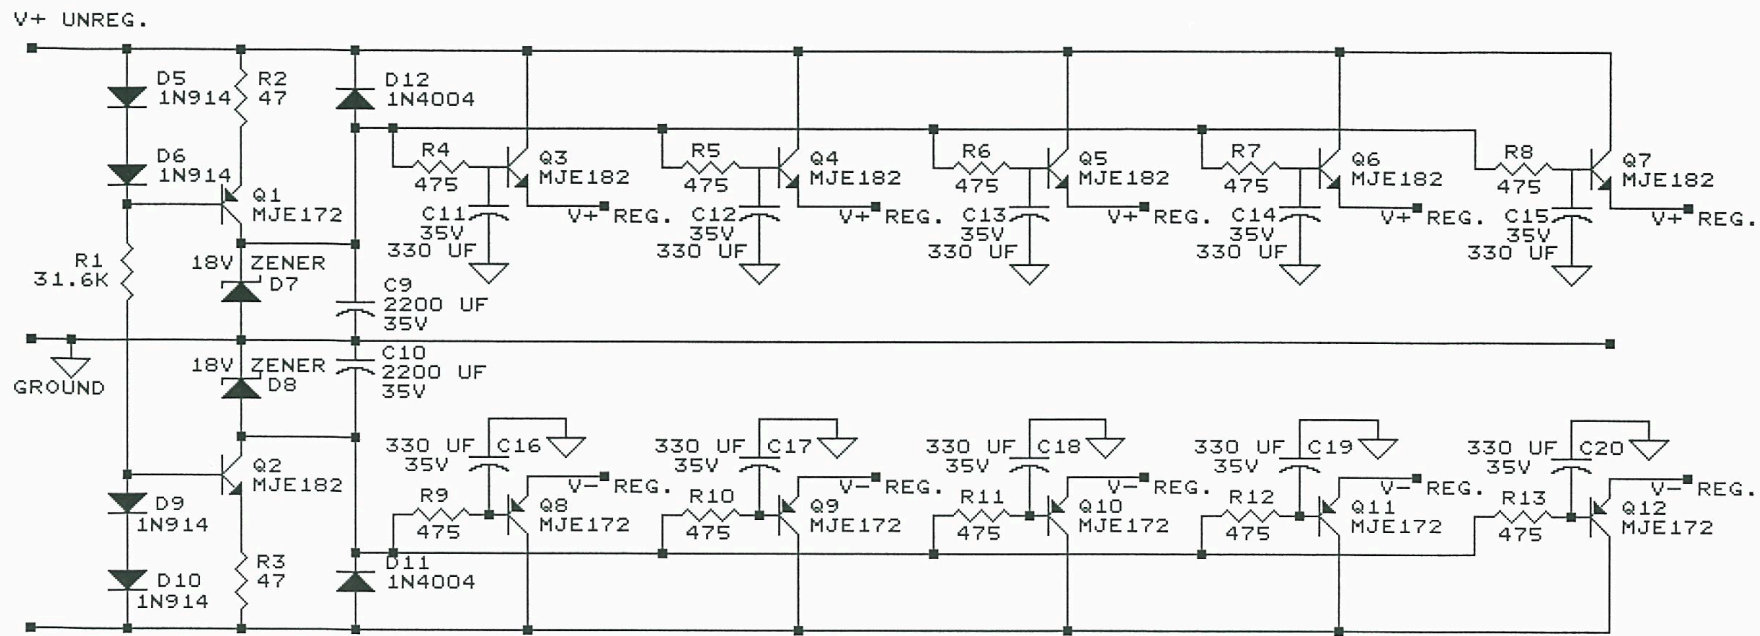 V+ UNREG.
D5
1N914
R2
47
D12
1N4004
D6
1N914
Q1
MJE172
R4
475
Q3
MJE182
C11
35V
330 UF
V+ REG.
R5
475
Q4
MJE182
C12
35V
330 UF
V+ REG.
R6
475
Q5
MJE182
C13
35V
330 UF
V+ REG.
R7
475
Q6
MJE182
C14
35V
330 UF
V+ REG.
R8
475
Q7
MJE182
C15
35V
330 UF
V+ REG.
R1
31.6K
18V ZENER
D7
C9
2200 UF
35V
GROUND
18V ZENER
D8
C10
2200 UF
35V
Q2
MJE182
D9
1N914
D10
1N914
R3
47
D11
1N4004
330 UF
35V
C16
V- REG.
R9
475
Q8
MJE172
330 UF
35V
C17
V- REG.
R10
475
Q9
MJE172
330 UF
35V
C18
V- REG.
R11
475
Q10
MJE172
330 UF
35V
C19
V- REG.
R12
475
Q11
MJE172
330 UF
35V
C20
V- REG.
R13
475
Q12
MJE172